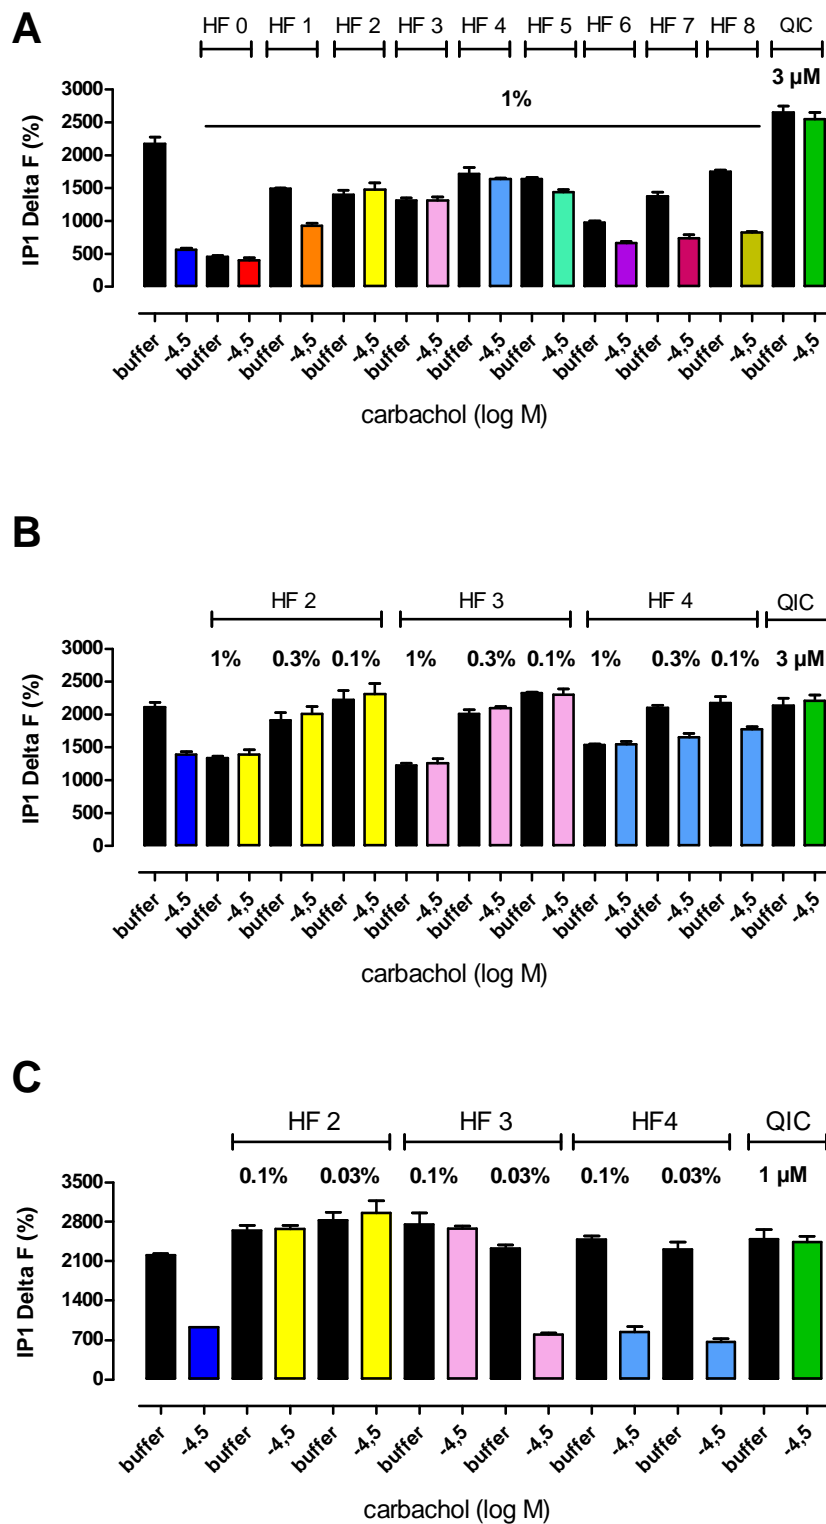 A
HF 0 HF 1 HF 2 HF 3 HF 4 HF 5 HF 6 HF 7 HF 8 QIC
3 µM
1%
3000
2500
2000
1500
1000
500
0
IP1 Delta F (%)
buffer -4,5 buffer -4,5 buffer -4,5 buffer -4,5 buffer -4,5 buffer -4,5 buffer -4,5 buffer -4,5 buffer -4,5 buffer -4,5 buffer -4,5
carbachol (log M)
B
HF 2 HF 3 HF 4 QIC
1% 0.3% 0.1% 1% 0.3% 0.1% 1% 0.3% 0.1% 3 µM
3000
2500
2000
1500
1000
500
0
IP1 Delta F (%)
buffer -4,5 buffer -4,5 buffer -4,5 buffer -4,5 buffer -4,5 buffer -4,5 buffer -4,5 buffer -4,5 buffer -4,5 buffer -4,5 buffer -4,5
carbachol (log M)
C
HF 2 HF 3 HF4 QIC
0.1% 0.03% 0.1% 0.03% 0.1% 0.03% 1 µM
3500
2800
2100
1400
700
0
IP1 Delta F (%)
buffer -4.5 buffer -4,5 buffer -4,5 buffer -4,5 buffer -4,5 buffer -4,5 buffer -4,5 buffer -4,5
carbachol (log M)